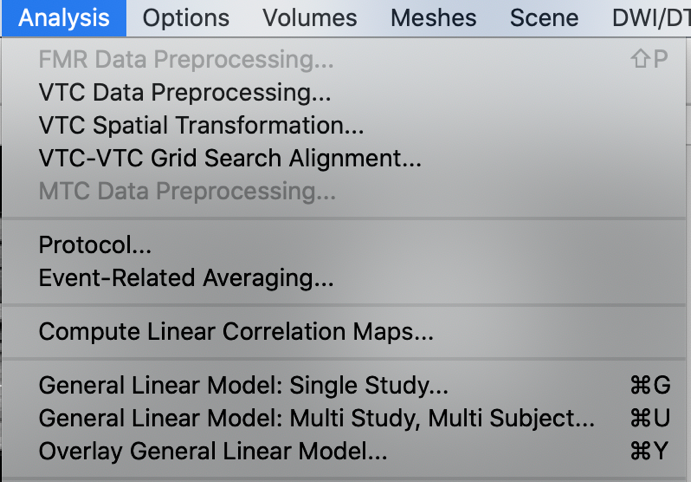 Analysis Options Volumes Meshes Scene DWI/DT
FMR Data Preprocessing... ⇧P
VTC Data Preprocessing...
VTC Spatial Transformation...
VTC-VTC Grid Search Alignment...
MTC Data Preprocessing...
Protocol...
Event-Related Averaging...
Compute Linear Correlation Maps...
General Linear Model: Single Study... ⌘G
General Linear Model: Multi Study, Multi Subject... ⌘U
Overlay General Linear Model... ⌘Y